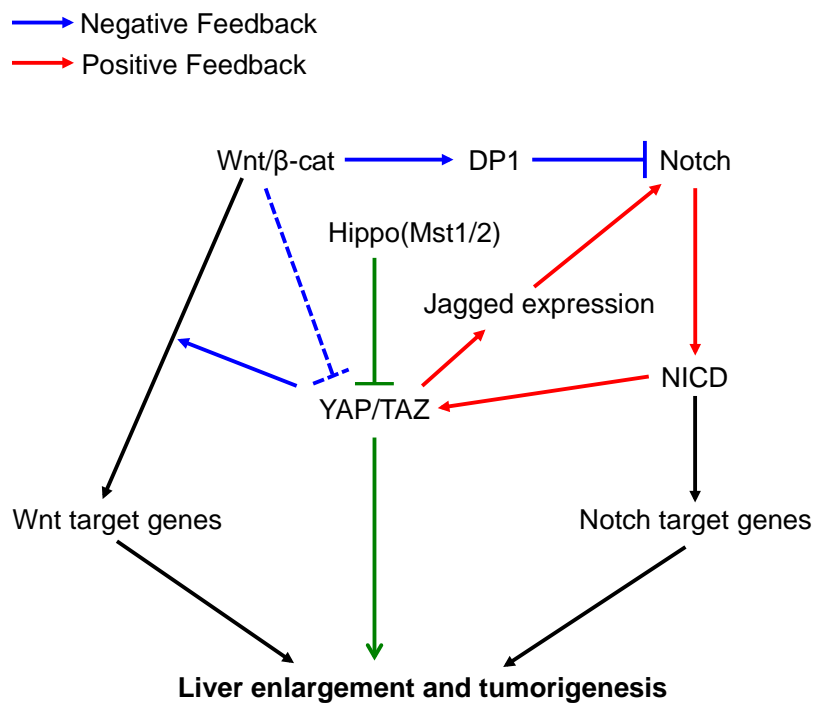 Negative Feedback
Positive Feedback
Wnt/β-cat DP1 Notch
Hippo(Mst1/2)
Jagged expression
NICD
YAP/TAZ
Wnt target genes Notch target genes
Liver enlargement and tumorigenesis